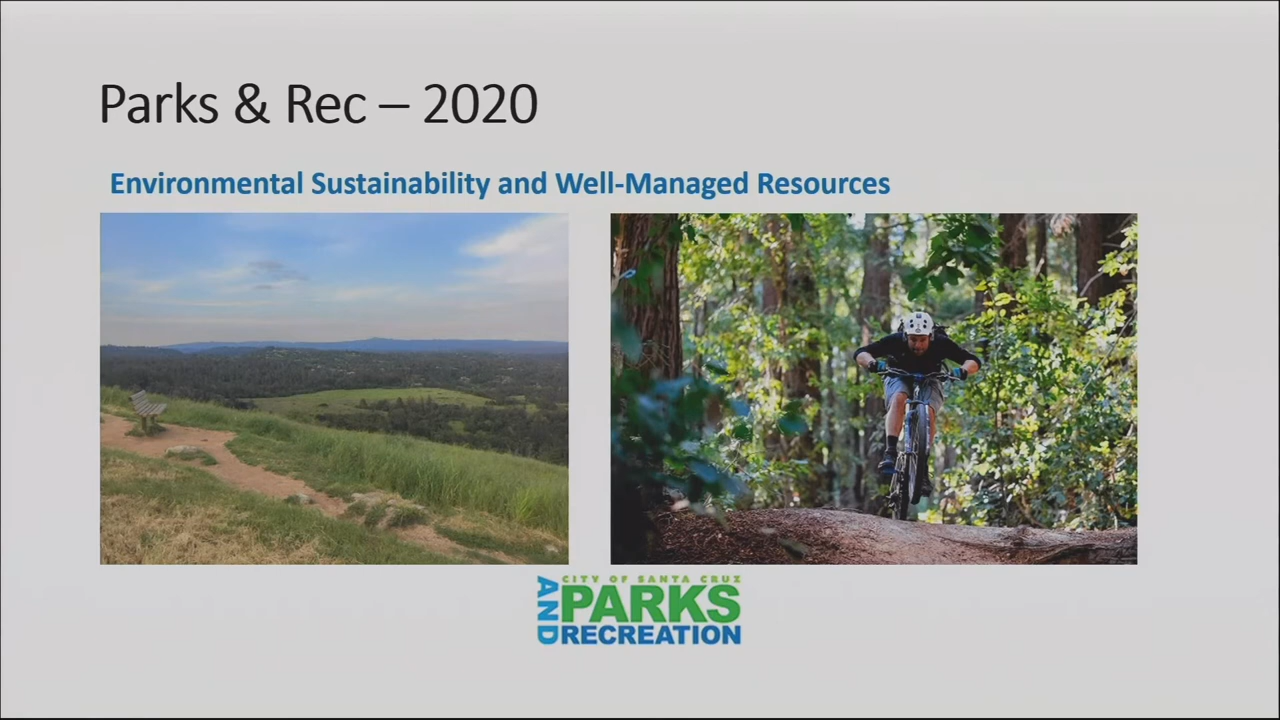 Parks & Rec – 2020
Environmental Sustainability and Well-Managed Resources
CITY OF SANTA CRUZ
AND
PARKS
RECREATION